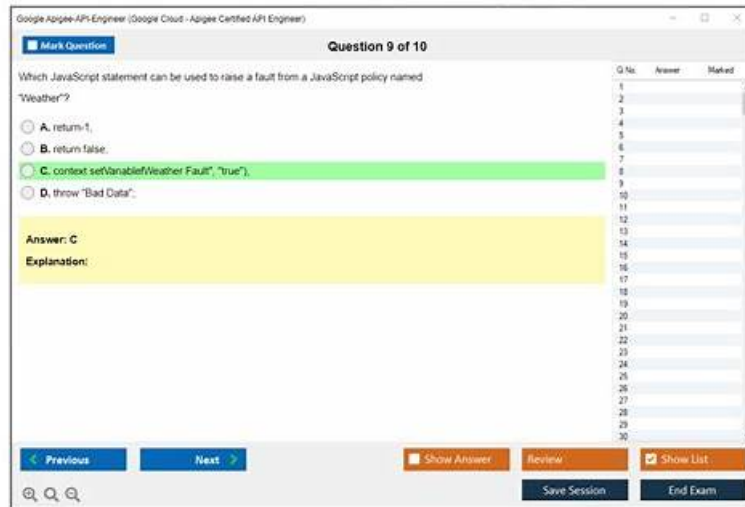 Google Apigee-API-Engineer (Google Cloud - Apigee Certified API Engineer)
Mark Question
Question 9 of 10
Which JavaScript statement can be used to raise a fault from a JavaScript policy named
"Weather"?
A. return-1,
B. return false,
C. context setVariablefWeather Fault", "true"),
D. throw "Bad Data";
Answer: C
Explanation:
Q No. Answer Marked
1
2
3
4
5
6
7
8
9
10
11
12
13
14
15
16
17
18
19
20
21
22
23
24
25
26
27
28
29
30
Previous
Next
Show Answer
Review
Show List
Save Session
End Exam